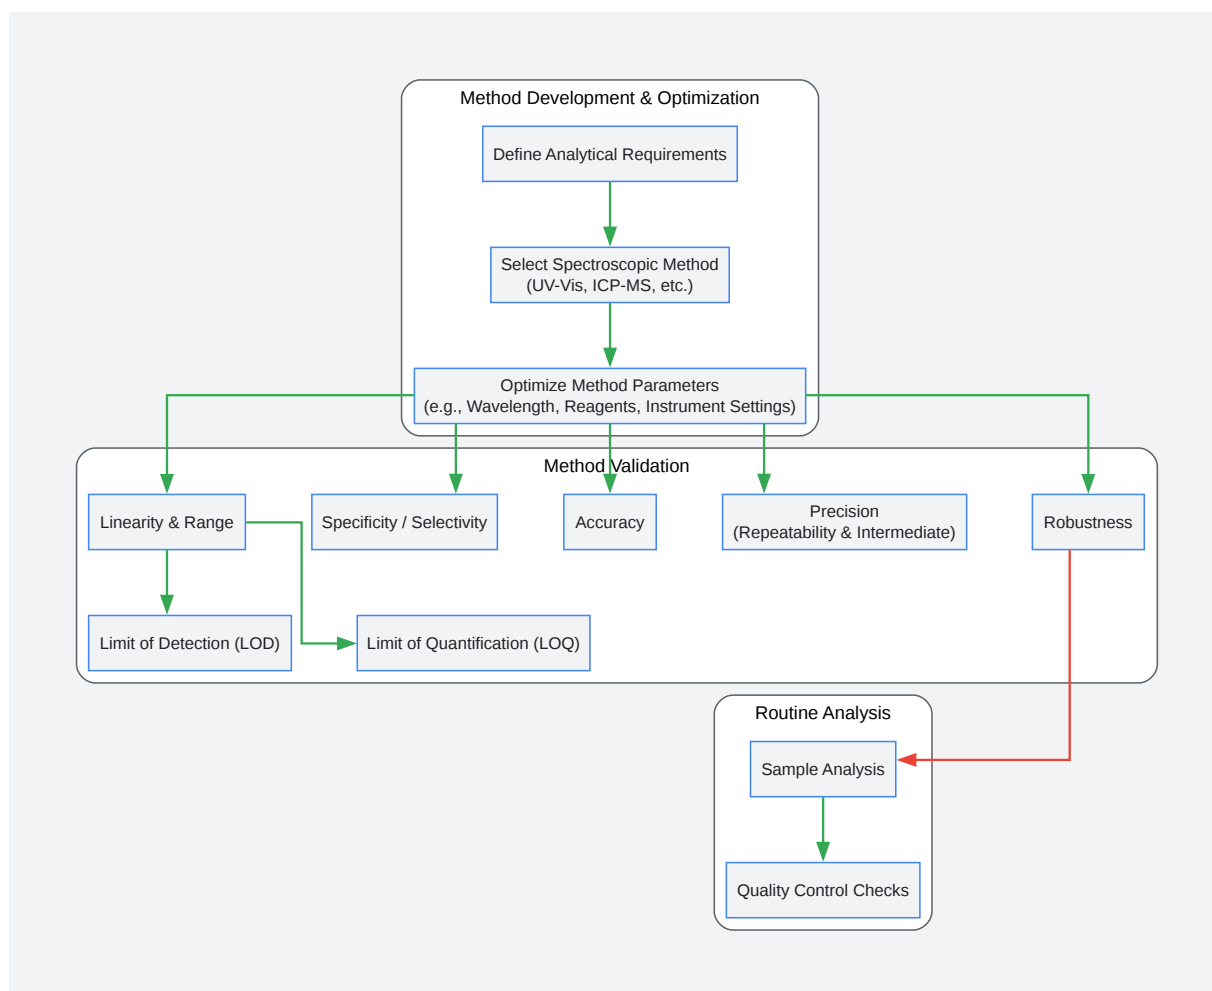 Method Development & Optimization
Define Analytical Requirements
Select Spectroscopic Method
(UV-Vis, ICP-MS, etc.)
Optimize Method Parameters
(e.g., Wavelength, Reagents, Instrument Settings)
Method Validation
Linearity & Range
Specificity / Selectivity
Accuracy
Precision
(Repeatability & Intermediate)
Robustness
Limit of Detection (LOD)
Limit of Quantification (LOQ)
Routine Analysis
Sample Analysis
Quality Control Checks